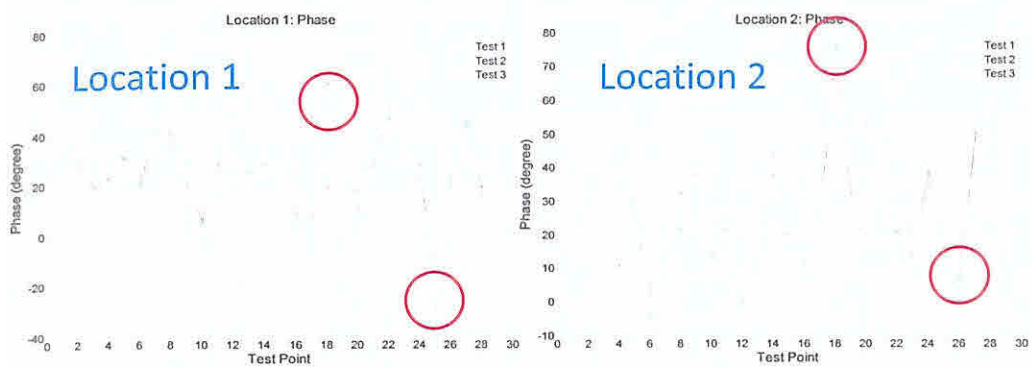 Location 1: Phase
80
60
40
20
0
-20
-40
Phase (degree)
Location 1
Test 1
Test 2
Test 3
0 2 4 6 8 10 12 14 16 18 20 22 24 26 28 30
Test Point
Location 2: Phase
80
70
60
50
40
30
20
10
0
-10
Phase (degree)
Location 2
Test 1
Test 2
Test 3
0 2 4 6 8 10 12 14 16 18 20 22 24 26 28 30
Test Point